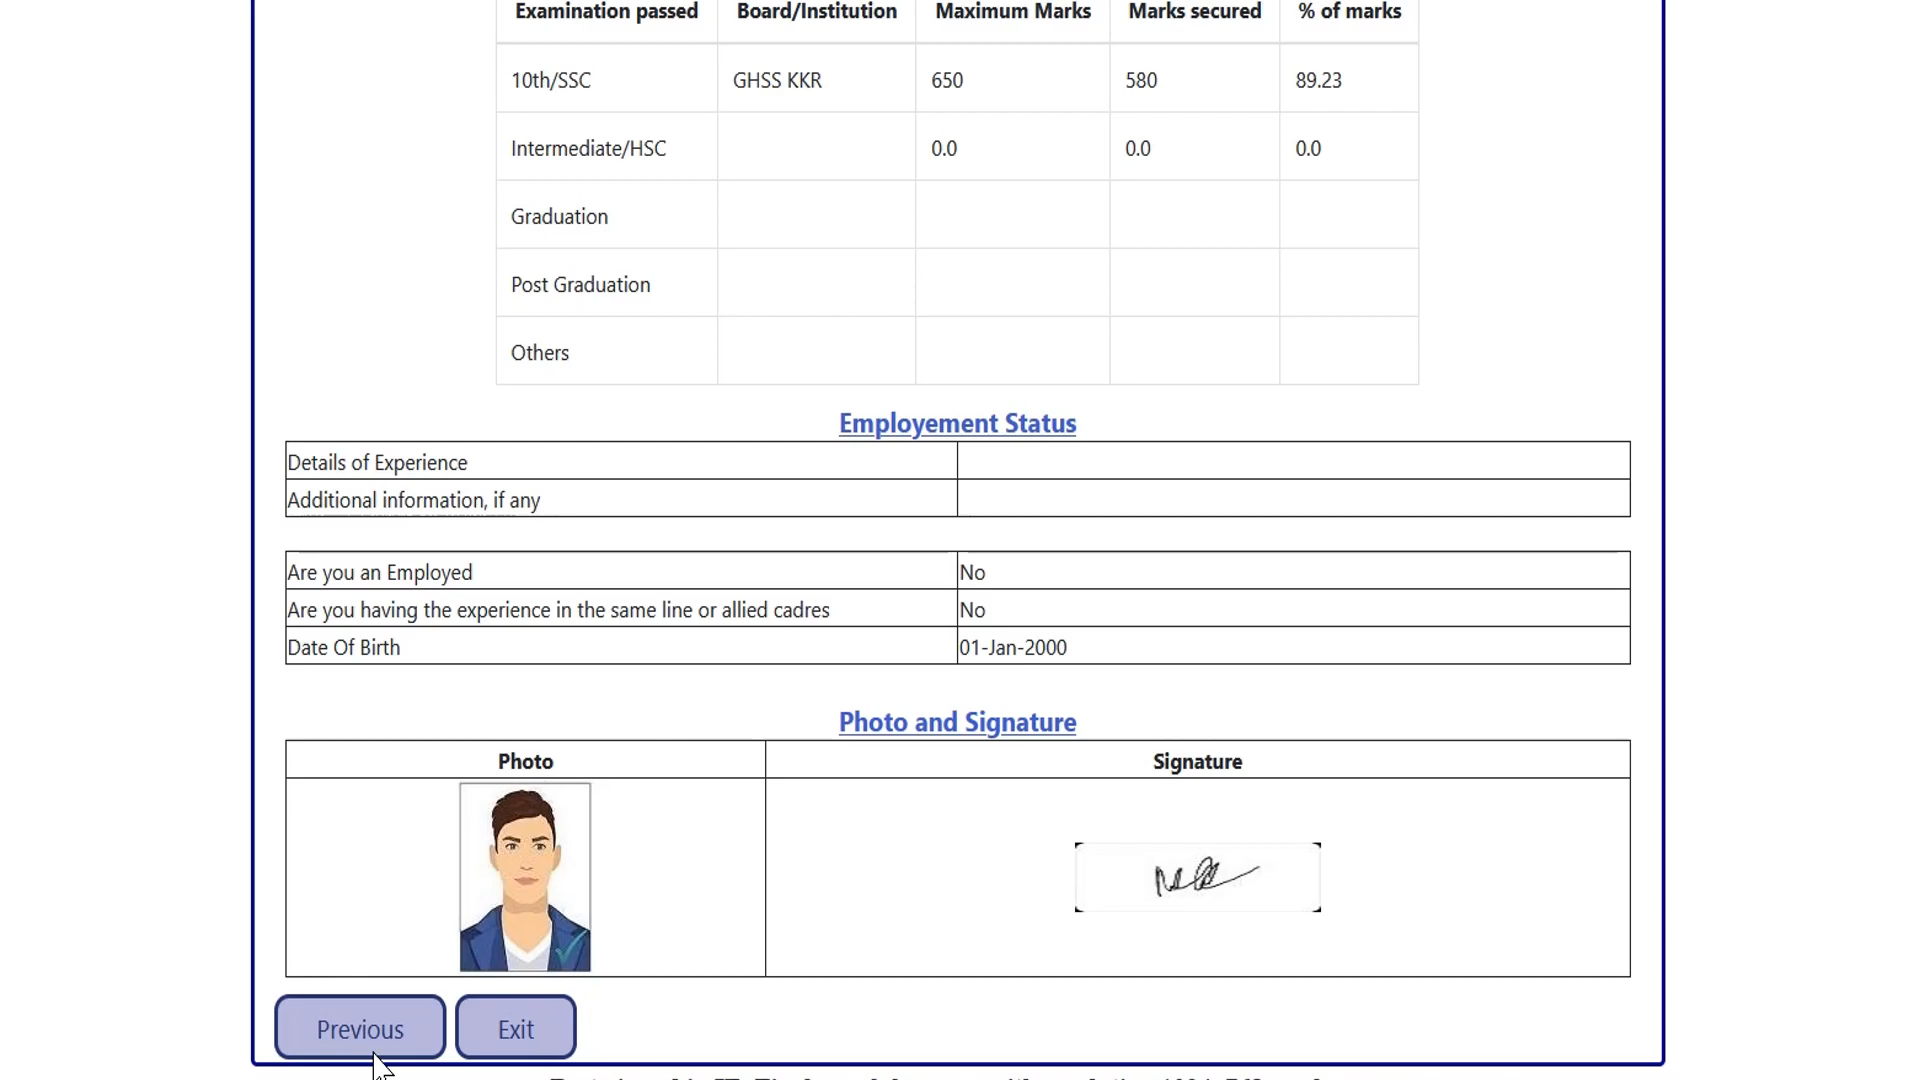 Examination passed Board/Institution Maximum Marks Marks secured % of marks
10th/SSC GHSS KKR 650 580 89.23
Intermediate/HSC 0.0 0.0 0.0
Graduation
Post Graduation
Others
Employement Status
Details of Experience
Additional information, if any
Are you an Employed No
Are you having the experience in the same line or allied cadres No
Date Of Birth 01-Jan-2000
Photo and Signature
Photo Signature
Previous Exit